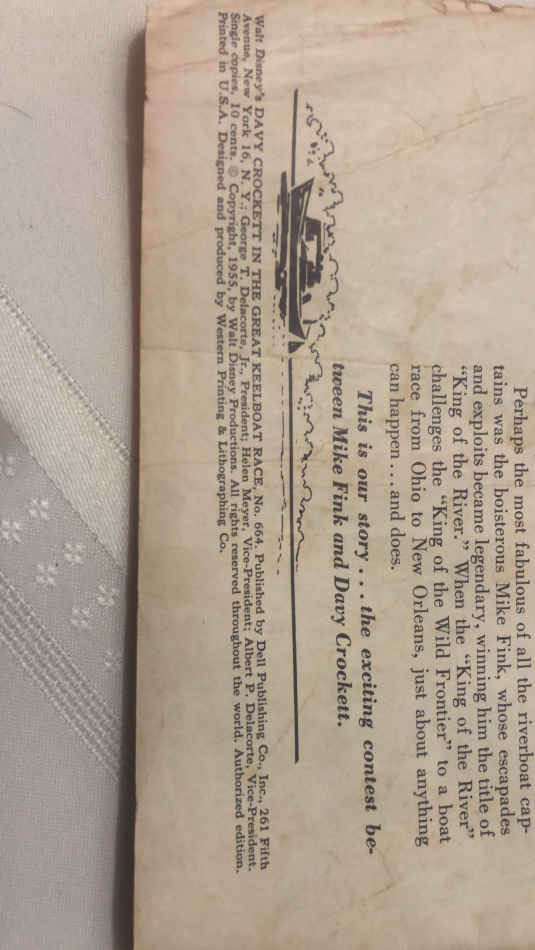 Perhaps the most fabulous of all the riverboat cap-
tains was the boisterous Mike Fink, whose escapades
and exploits became legendary, winning him the title of
“King of the River.” When the “King of the River”
challenges the “King of the Wild Frontier” to a boat
race from Ohio to New Orleans, just about anything
can happen...and does.
This is our story...the exciting contest be-
tween Mike Fink and Davy Crockett.
Walt Disney's DAVY CROCKETT IN THE GREAT KEELBOAT RACE, No. 664. Published by Dell Publishing Co., Inc., 261 Fifth
Avenue, New York 16, N. Y.; George T. Delacorte, Jr., President; Helen Meyer, Vice-President; Albert P. Delacorte, Vice-President.
Single copies, 10 cents. © Copyright, 1955, by Walt Disney Productions. All rights reserved throughout the world. Authorized edition.
Printed in U.S.A. Designed and produced by Western Printing & Lithographing Co.